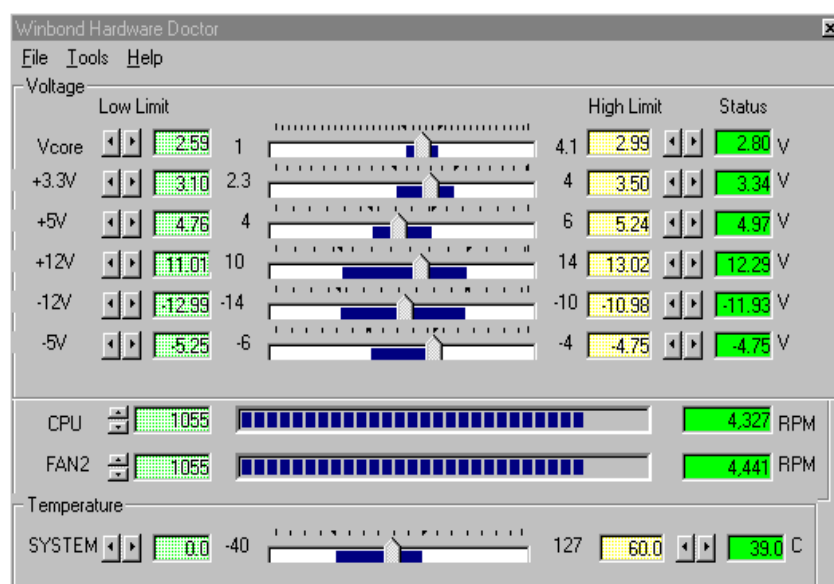 Winbond Hardware Doctor
File Tools Help
Voltage
Low Limit High Limit Status
Vcore 2.59 1 4.1 2.99 2.80 V
+3.3V 3.10 2.3 4 3.50 3.34 V
+5V 4.76 4 6 5.24 4.97 V
+12V 11.01 10 14 13.02 12.29 V
-12V -12.99 -14 -10 -10.98 -11.93 V
-5V -5.25 -6 -4 -4.75 -4.75 V
CPU 1055 4,327 RPM
FAN2 1055 4,441 RPM
Temperature
SYSTEM 0.0 -40 127 60.0 39.0 C